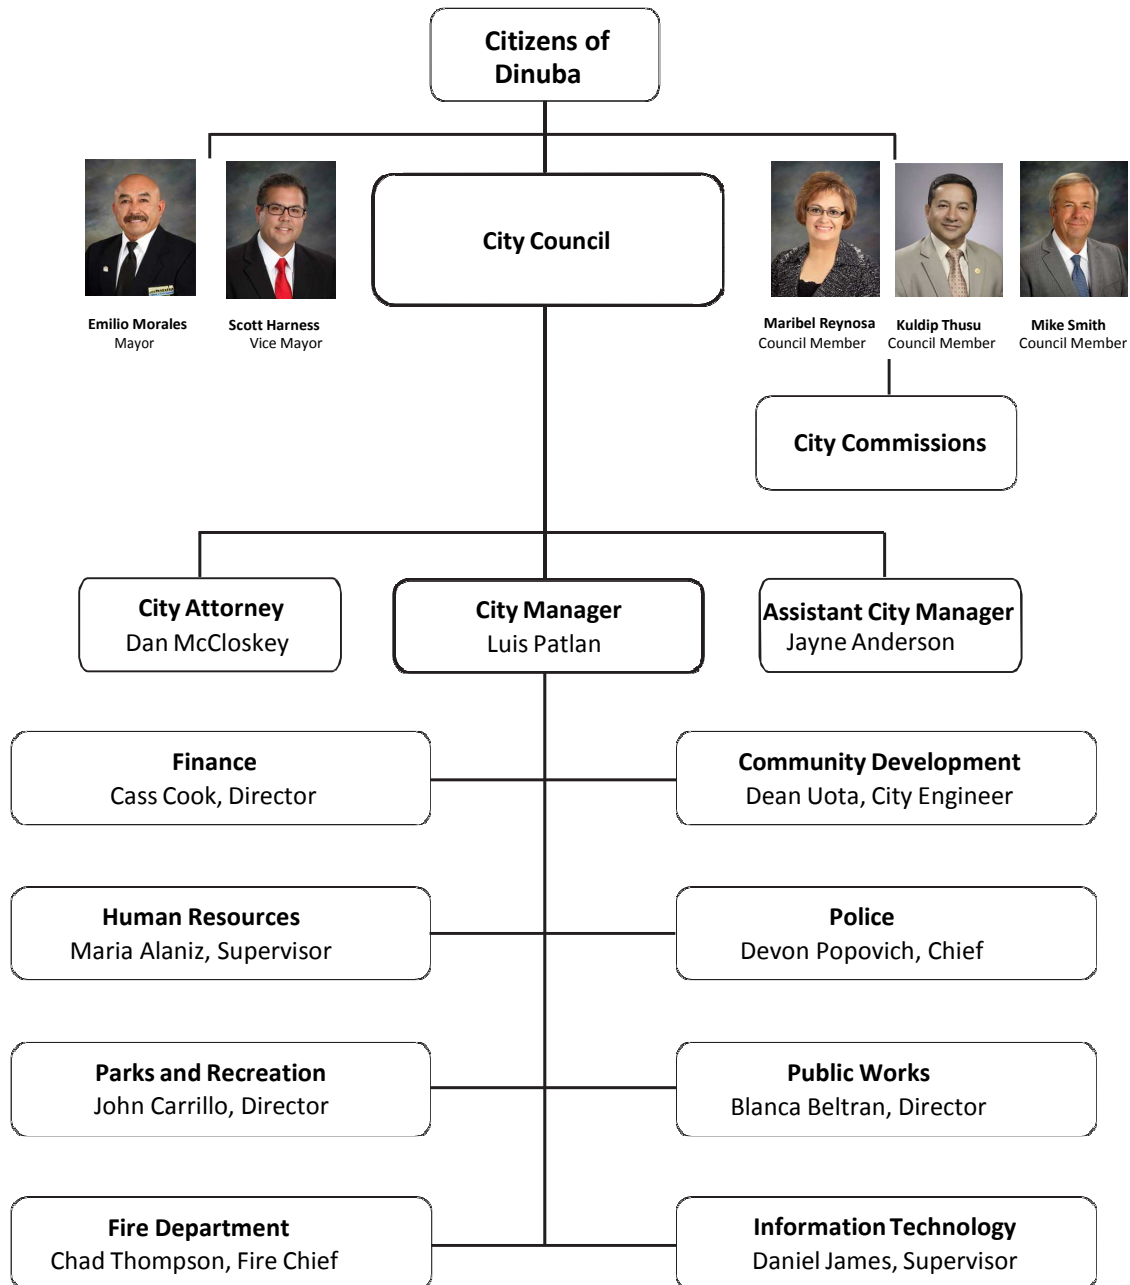 Citizens of
Dinuba
City Council
Emilio Morales
Mayor
Scott Harness
Vice Mayor
Maribel Reynosa
Council Member
Kuldip Thusu
Council Member
Mike Smith
Council Member
City Commissions
City Attorney
Dan McCloskey
City Manager
Luis Patlan
Assistant City Manager
Jayne Anderson
Finance
Cass Cook, Director
Community Development
Dean Uota, City Engineer
Human Resources
Maria Alaniz, Supervisor
Police
Devon Popovich, Chief
Parks and Recreation
John Carrillo, Director
Public Works
Blanca Beltran, Director
Fire Department
Chad Thompson, Fire Chief
Information Technology
Daniel James, Supervisor